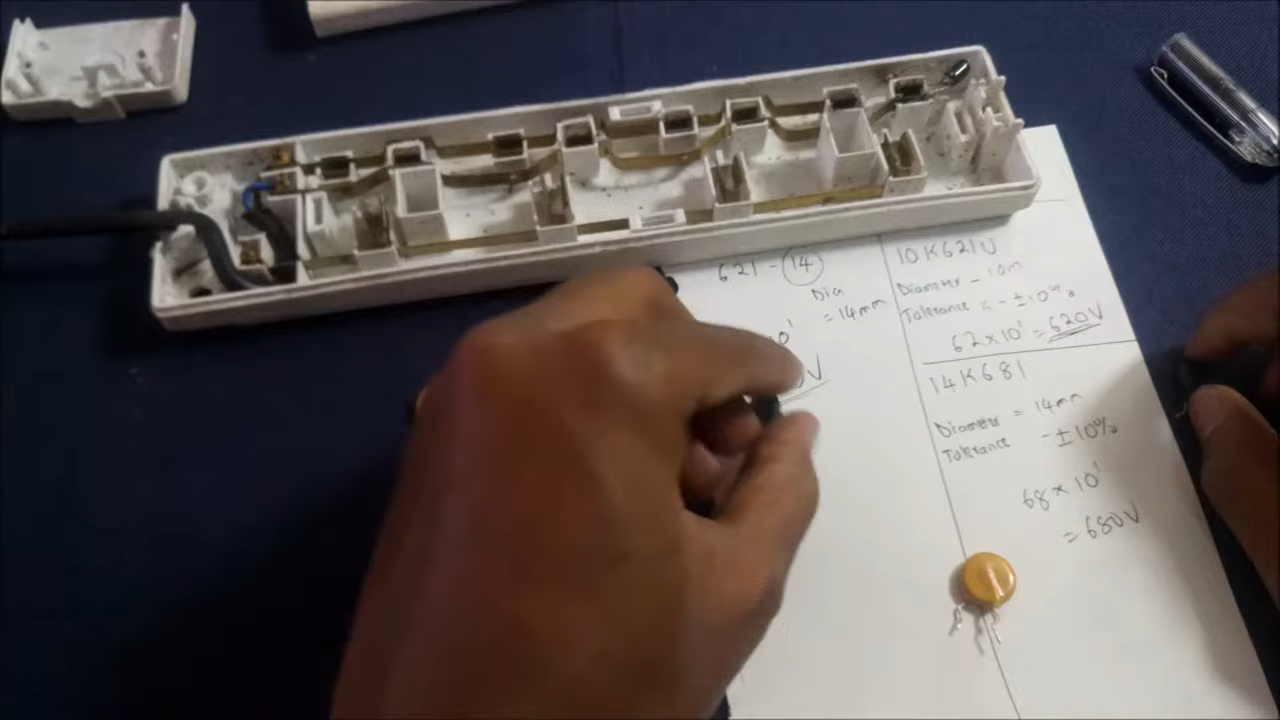 621 - 14
Dia
= 14mm
V
10K621U
Diameter - 10m
Tolerance = - ±10%
62 × 10¹ = 620V
14K681
Diameter = 14mm
Tolerance - ±10%
68 × 10¹
= 680V